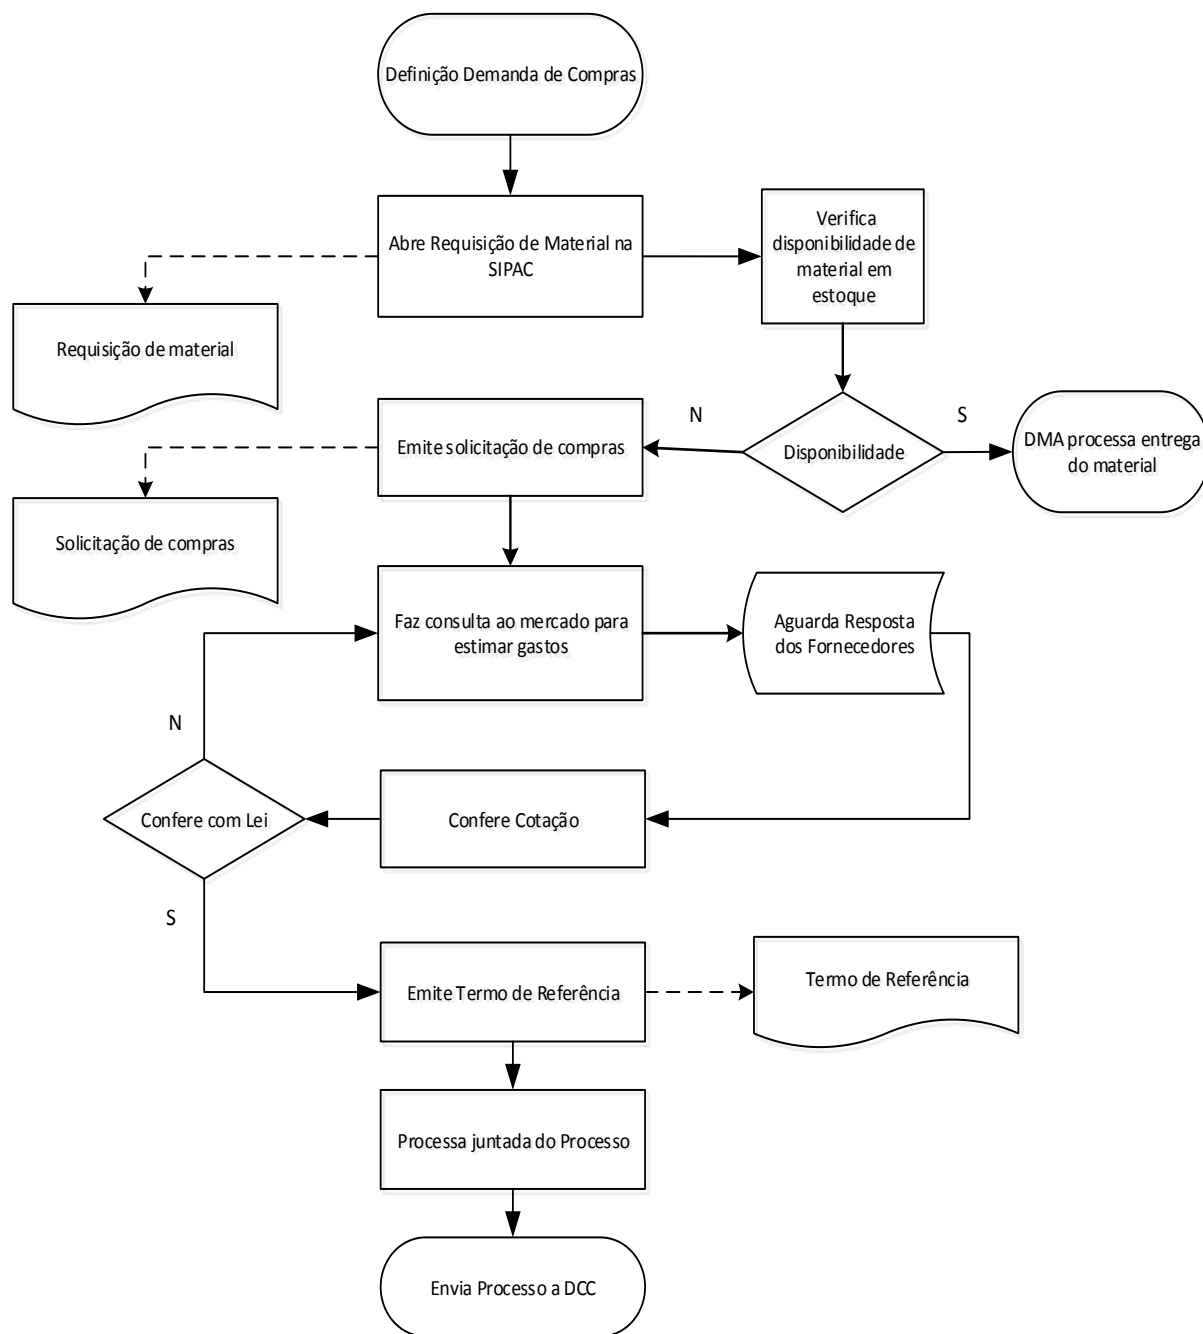 Definição Demanda de Compras
Abre Requisição de Material na
SIPAC
Verifica
disponibilidade de
material em
estoque
Requisição de material
Emite solicitação de compras
N
Disponibilidade
S
DMA processa entrega
do material
Solicitação de compras
Faz consulta ao mercado para
estimar gastos
Aguarda Resposta
dos Fornecedores
N
Confere com Lei
Confere Cotação
S
Emite Termo de Referência
Termo de Referência
Processa juntada do Processo
Envia Processo a DCC